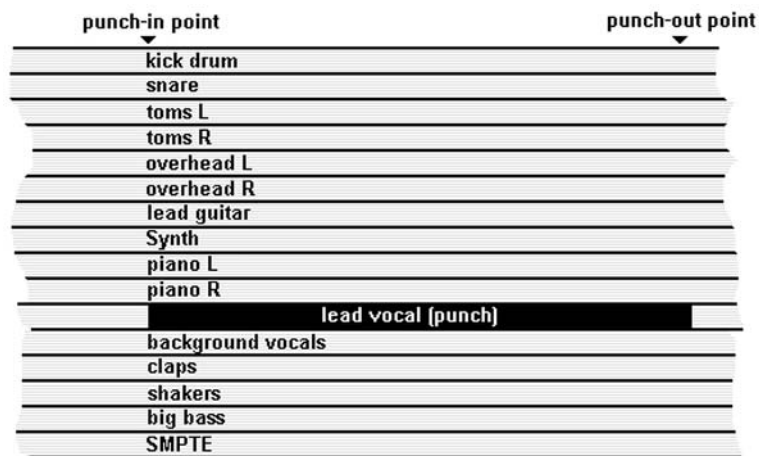 punch-in point punch-out point
kick drum
snare
toms L
toms R
overhead L
overhead R
lead guitar
Synth
piano L
piano R
lead vocal (punch)
background vocals
claps
shakers
big bass
SMPTE